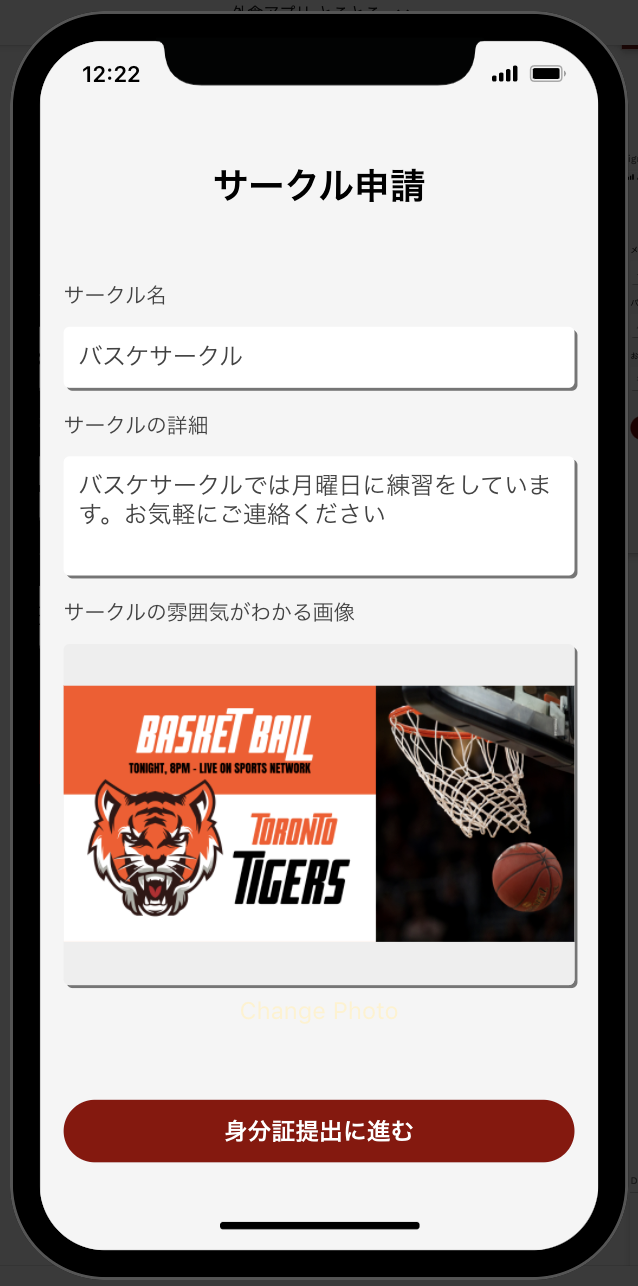 12:22
サークル申請
サークル名
バスケサークル
サークルの詳細
バスケサークルでは月曜日に練習をしていま
す。お気軽にご連絡ください
サークルの雰囲気がわかる画像
BASKET BALL
TONIGHT, 8PM - LIVE ON SPORTS NETWORK
TORONTO
TIGERS
Change Photo
身分証提出に進む